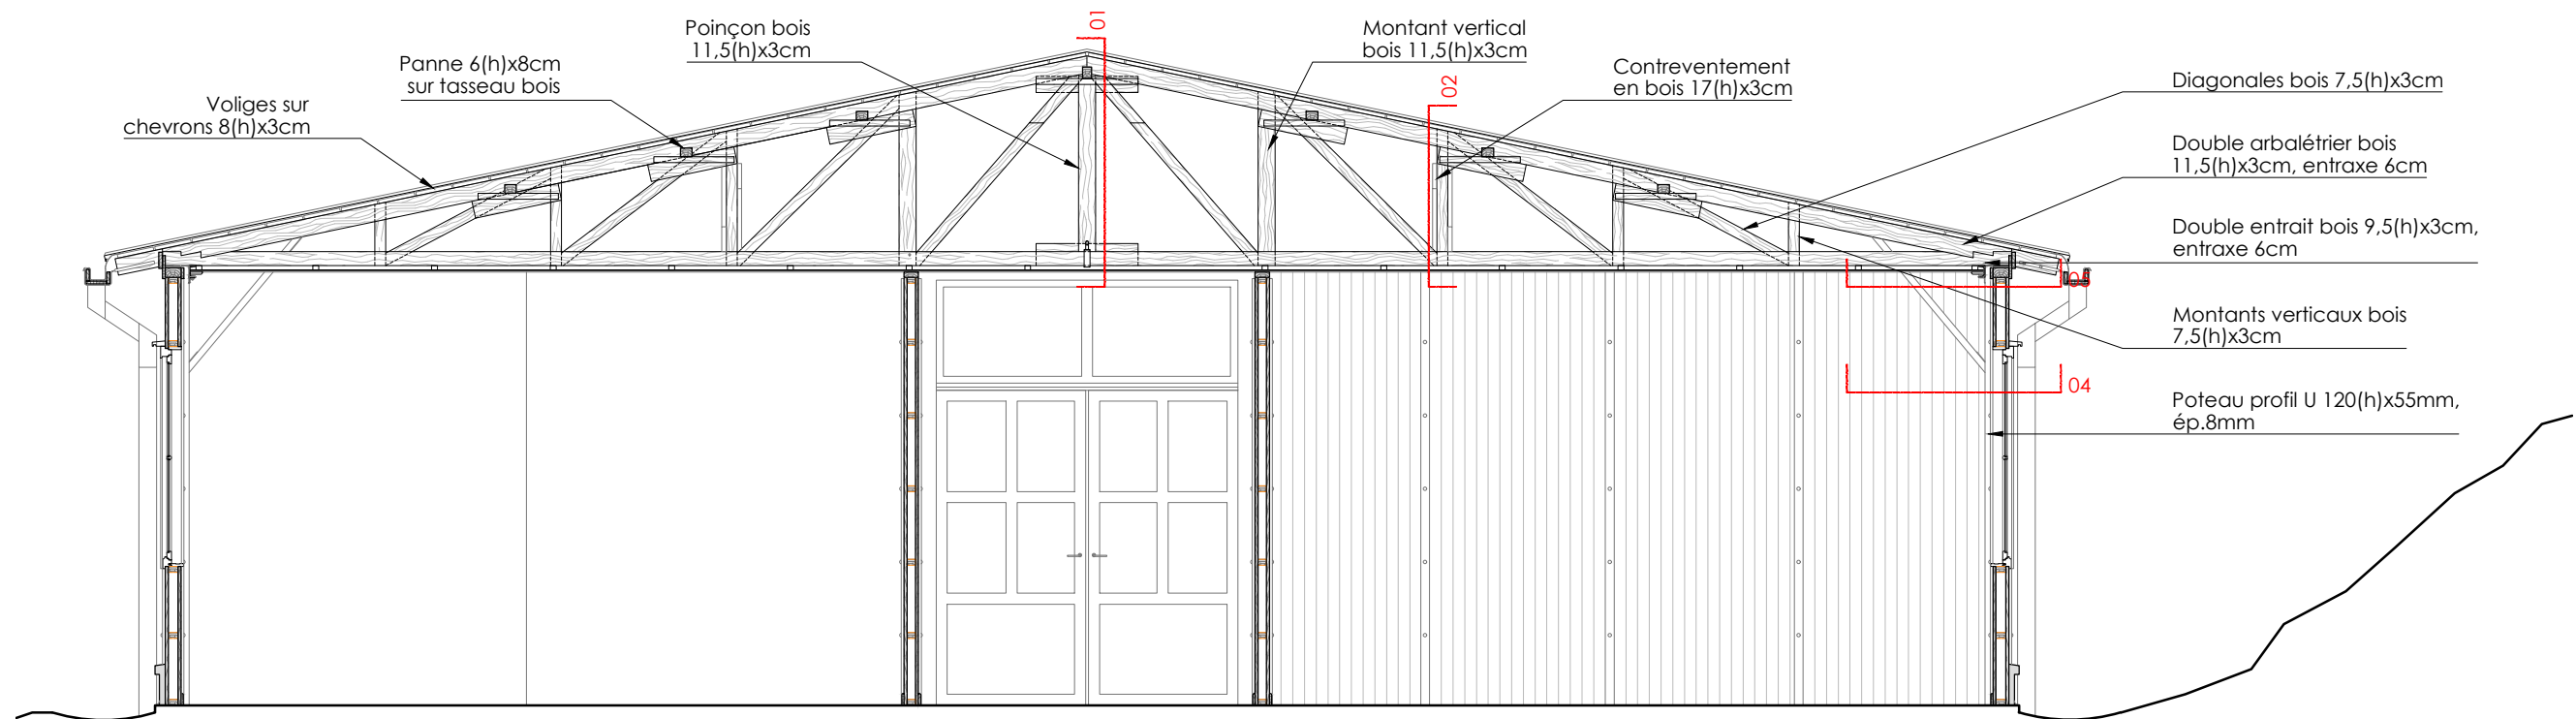 Voliges sur
chevrons 8(h)x3cm
Panne 6(h)x8cm
sur tasseau bois
Poinçon bois
11,5(h)x3cm
01
Montant vertical
bois 11,5(h)x3cm
02
Contreventement
en bois 17(h)x3cm
Diagonales bois 7,5(h)x3cm
Double arbalétrier bois
11,5(h)x3cm, entraxe 6cm
Double entrait bois 9,5(h)x3cm,
entraxe 6cm
Montants verticaux bois
7,5(h)x3cm
04
Poteau profil U 120(h)x55mm,
ép.8mm